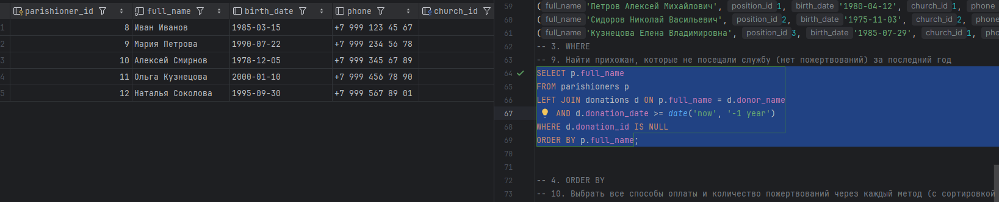 parishioner_id full_name birth_date phone church_id
1 8 Иван Иванов 1985-03-15 +7 999 123 45 67
2 9 Мария Петрова 1990-07-22 +7 999 234 56 78
3 10 Алексей Смирнов 1978-12-05 +7 999 345 67 89
4 11 Ольга Кузнецова 2000-01-10 +7 999 456 78 90
5 12 Наталья Соколова 1995-09-30 +7 999 567 89 01
59 ( full_name 'Петров Алексей Михайлович', position_id 1, birth_date '1980-04-12', church_id 1, phone
60 ( full_name 'Сидоров Николай Васильевич', position_id 2, birth_date '1975-11-03', church_id 2, phone
61 ( full_name 'Кузнецова Елена Владимировна', position_id 3, birth_date '1985-07-29', church_id 1, pho
62 -- 3. WHERE
63 -- 9. Найти прихожан, которые не посещали службу (нет пожертвований) за последний год
64 SELECT p.full_name
65 FROM parishioners p
66 LEFT JOIN donations d ON p.full_name = d.donor_name
67 AND d.donation_date >= date('now', '-1 year')
68 WHERE d.donation_id IS NULL
69 ORDER BY p.full_name;
70
71
72 -- 4. ORDER BY
73 -- 10. Выбрать все способы оплаты и количество пожертвований через каждый метод (с сортировкой